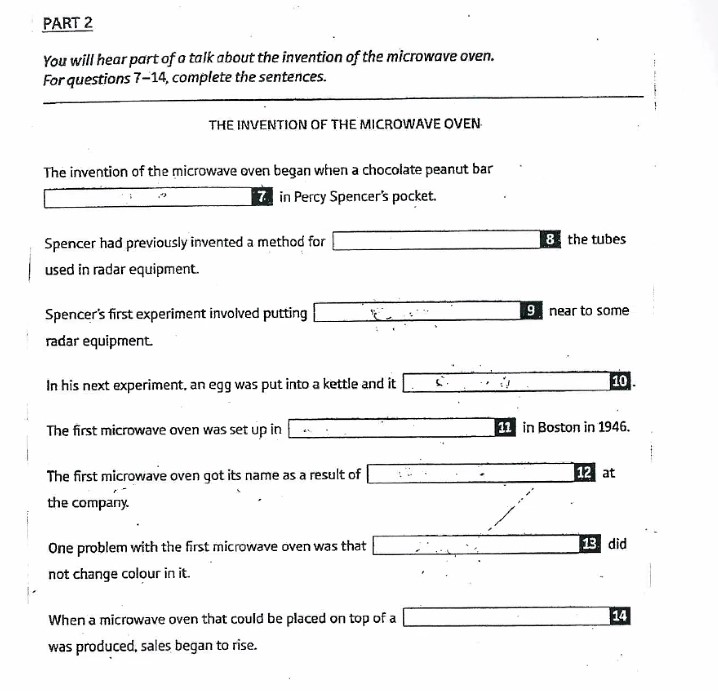 PART 2
You will hear part of a talk about the invention of the microwave oven.
For questions 7–14, complete the sentences.
THE INVENTION OF THE MICROWAVE OVEN
The invention of the microwave oven began when a chocolate peanut bar
7 in Percy Spencer's pocket.
Spencer had previously invented a method for 8 the tubes
used in radar equipment.
Spencer's first experiment involved putting 9 near to some
radar equipment.
In his next experiment, an egg was put into a kettle and it 10.
The first microwave oven was set up in 11 in Boston in 1946.
The first microwave oven got its name as a result of 12 at
the company.
One problem with the first microwave oven was that 13 did
not change colour in it.
When a microwave oven that could be placed on top of a 14
was produced, sales began to rise.